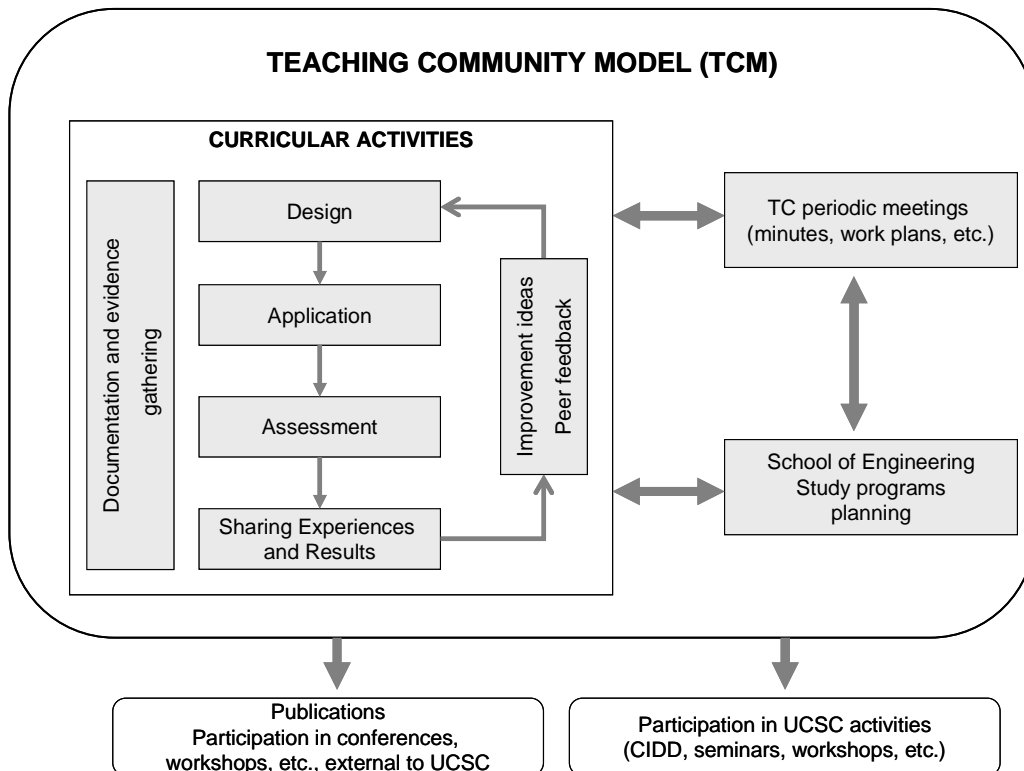 TEACHING COMMUNITY MODEL (TCM)
CURRICULAR ACTIVITIES
Documentation and evidence
gathering
Design
Application
Assessment
Sharing Experiences
and Results
Improvement ideas
Peer feedback
TC periodic meetings
(minutes, work plans, etc.)
School of Engineering
Study programs
planning
Publications
Participation in conferences,
workshops, etc., external to UCSC
Participation in UCSC activities
(CIDD, seminars, workshops, etc.)